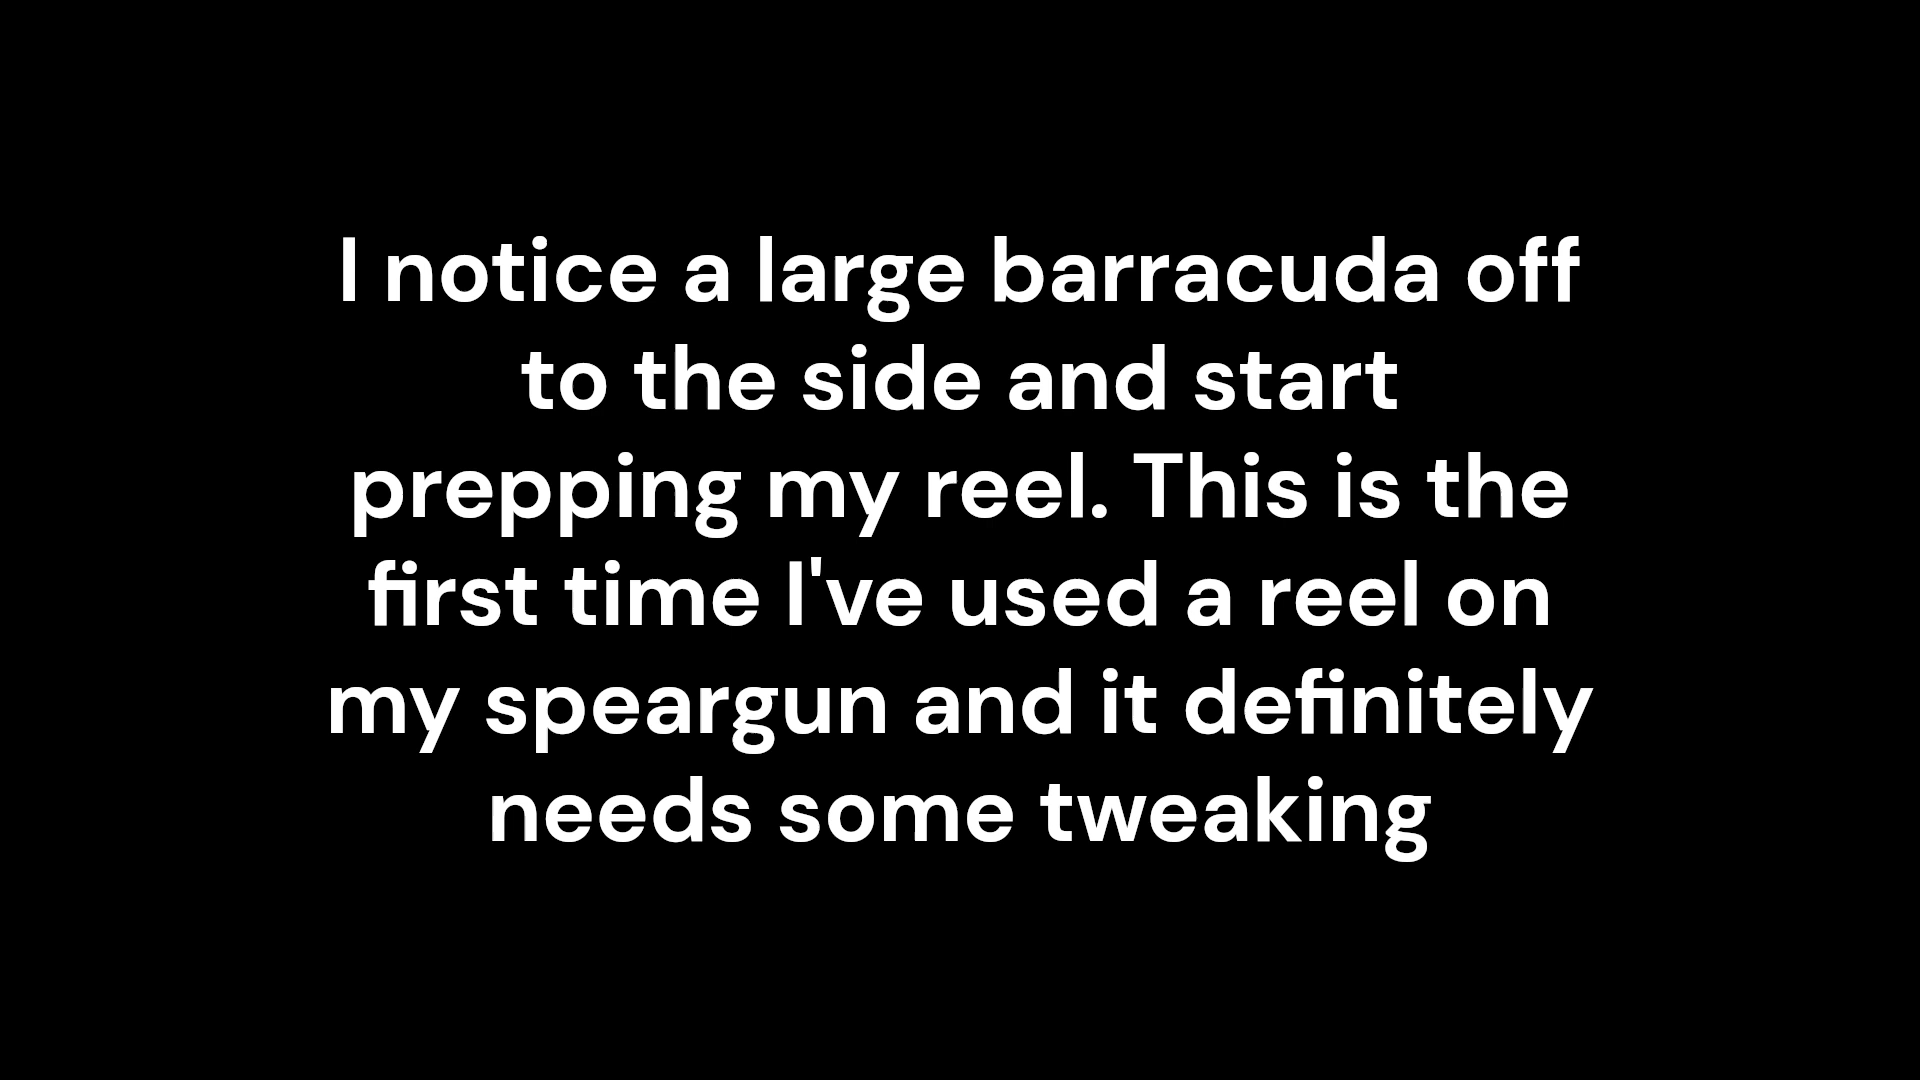 I notice a large barracuda off
to the side and start
prepping my reel. This is the
first time I've used a reel on
my speargun and it definitely
needs some tweaking